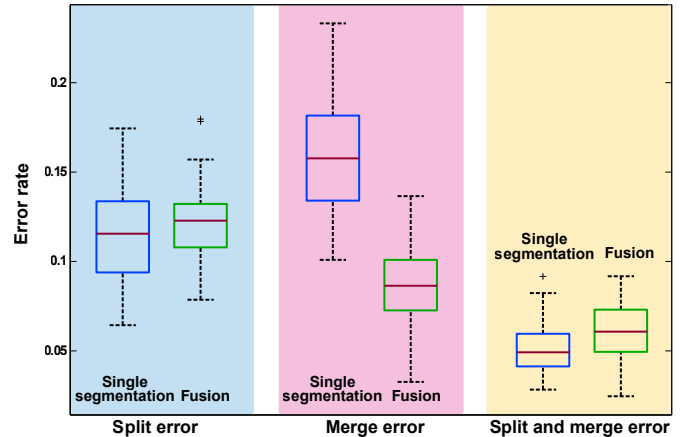 Error rate
0.2
0.15
0.1
0.05
Single
segmentation
Fusion
Single
segmentation
Fusion
Single
segmentation
Fusion
Split error
Merge error
Split and merge error